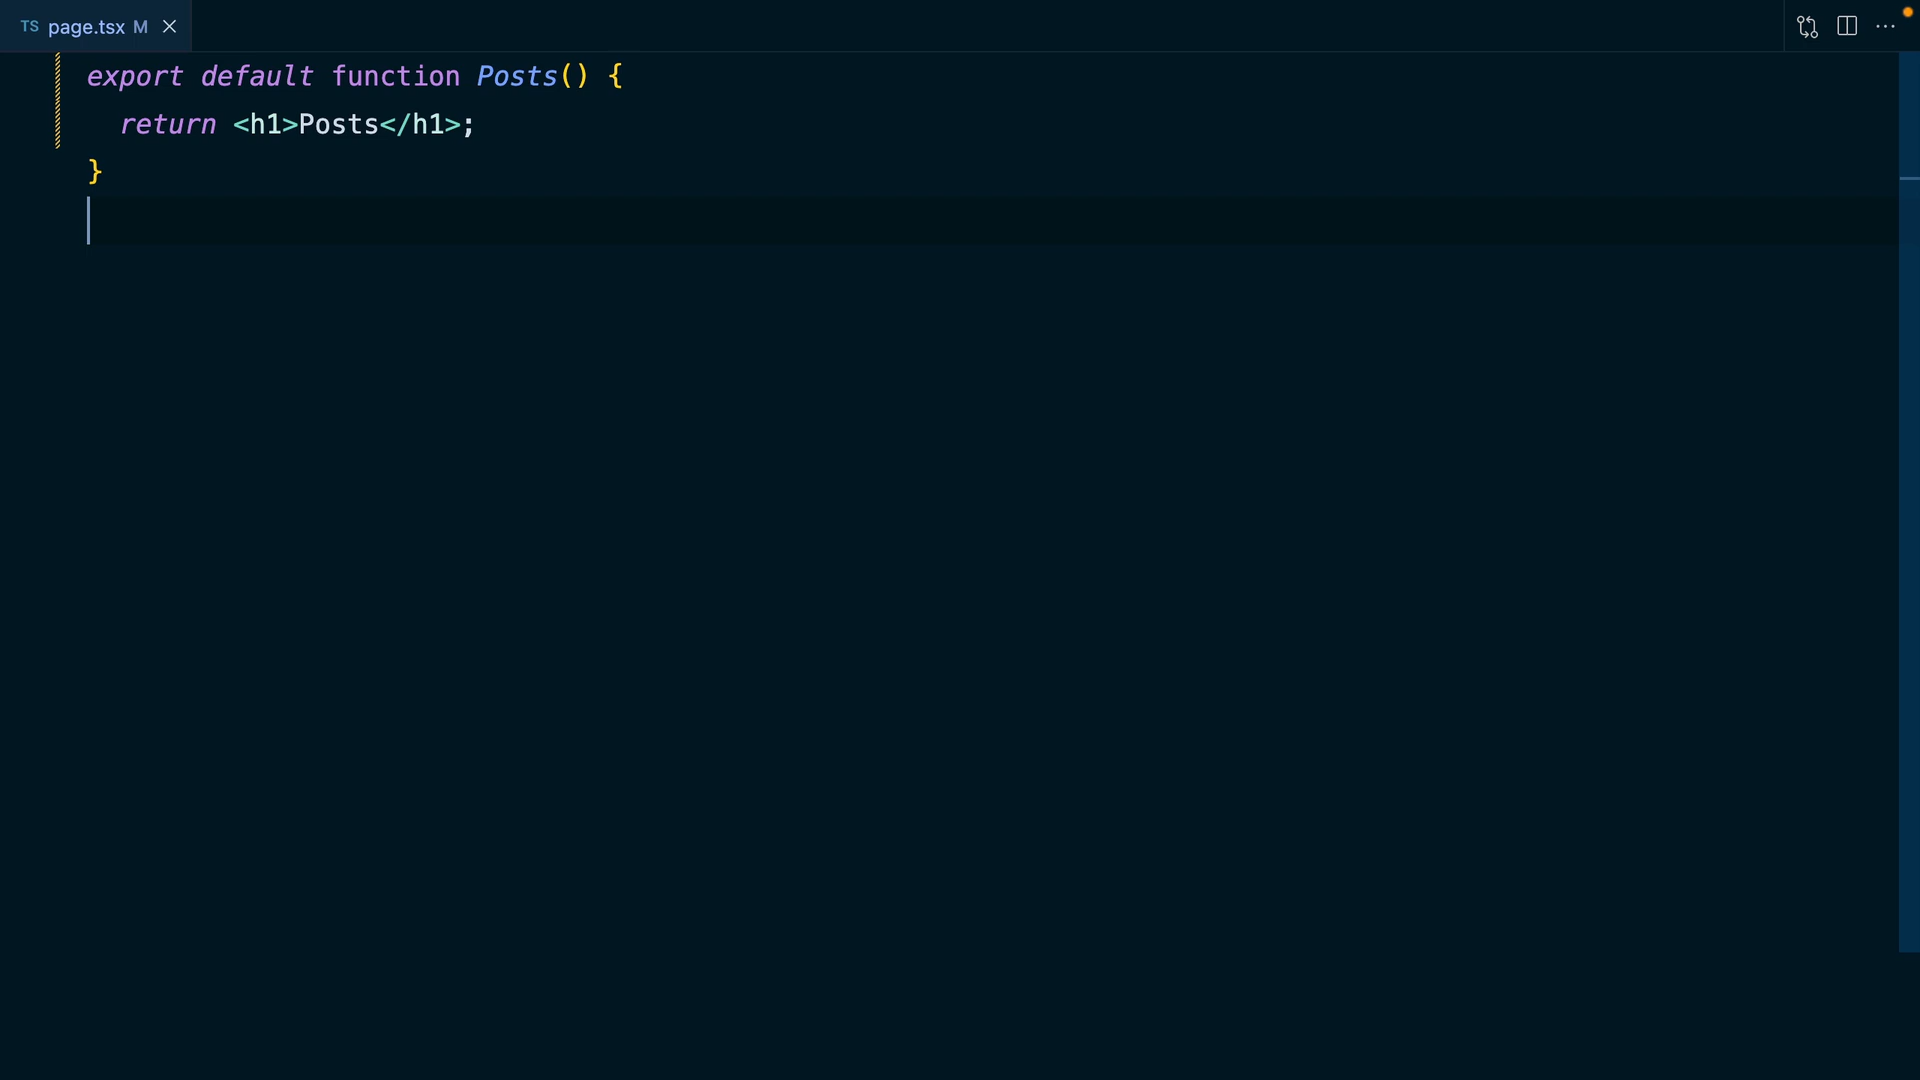 TS page.tsx M
export default function Posts() {
  return <h1>Posts</h1>;
}